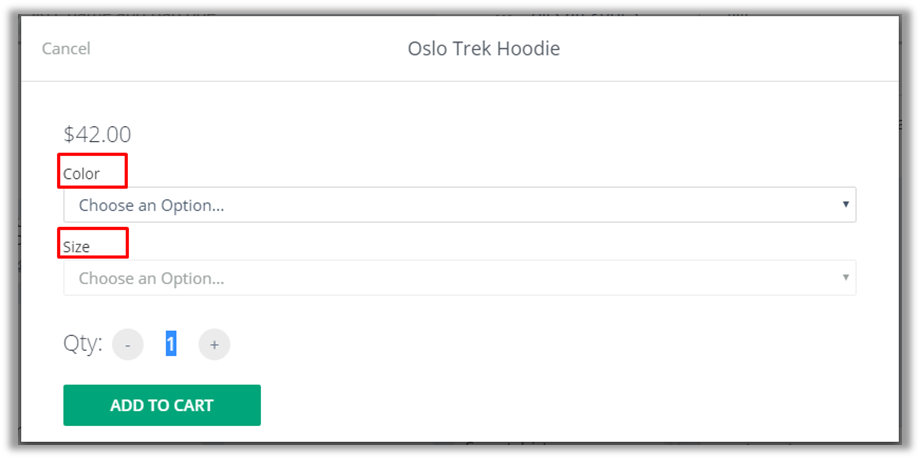 Cancel
Oslo Trek Hoodie
$42.00
Color
Choose an Option...
Size
Choose an Option...
Qty: - 1 +
ADD TO CART